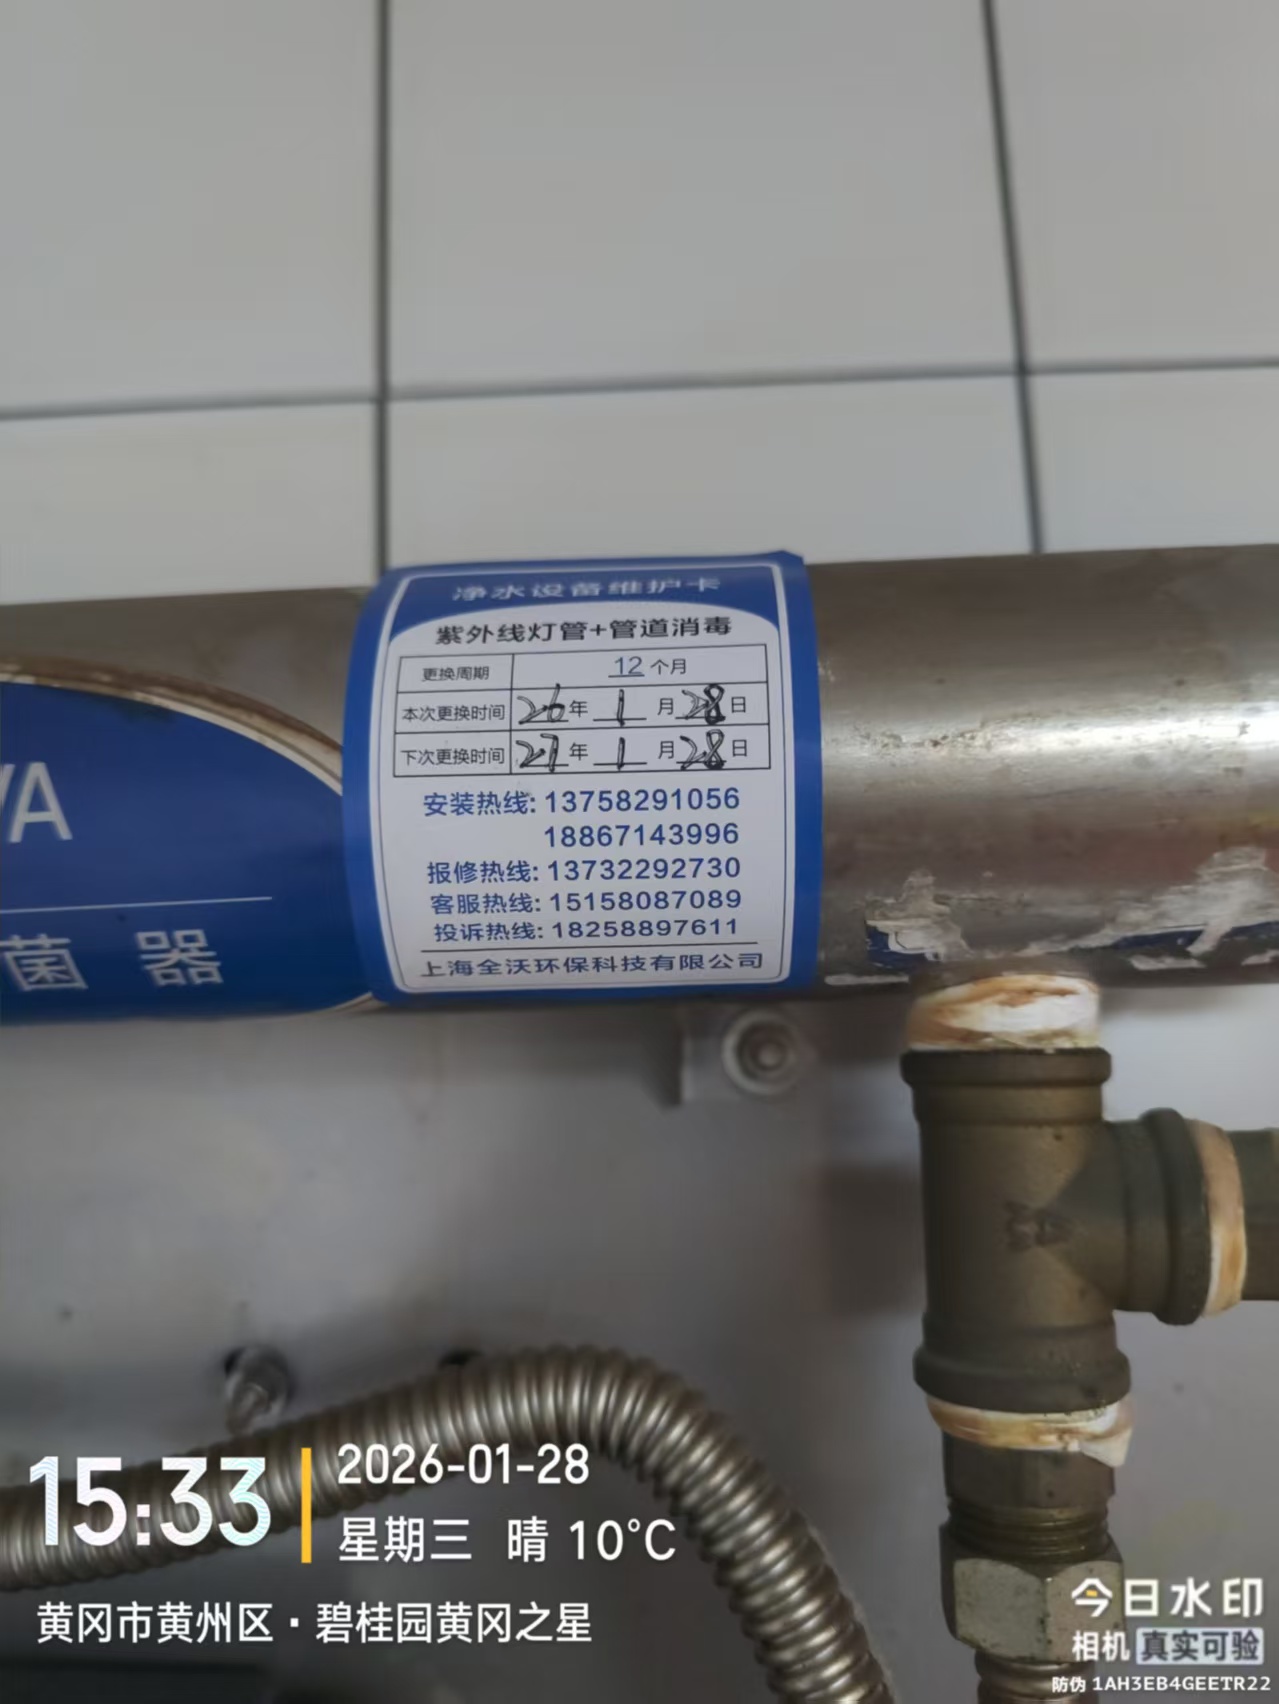 净水设备维护卡
紫外线灯管+管道消毒
更换周期 12 个月
本次更换时间 26年 1 月 28 日
下次更换时间 27年 1 月 28 日
安装热线: 13758291056
18867143996
报修热线: 13732292730
客服热线: 15158087089
投诉热线: 18258897611
上海全沃环保科技有限公司
VA
菌 器
15:33
2026-01-28
星期三 晴 10°C
黄冈市黄州区·碧桂园黄冈之星
今日水印
相机 真实可验
防伪 1AH3EB4GEETR22